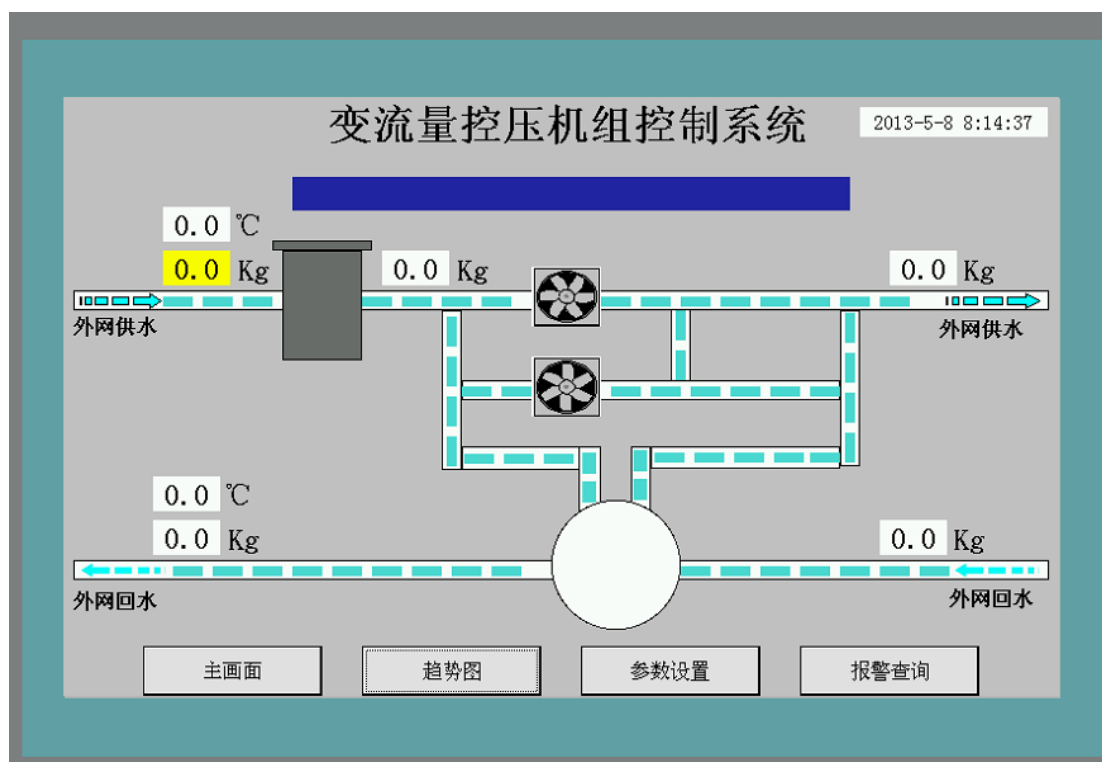 变流量控压机组控制系统
2013-5-8 8:14:37
0.0 ℃
0.0 Kg
0.0 Kg
0.0 Kg
外网供水
外网供水
0.0 ℃
0.0 Kg
0.0 Kg
外网回水
外网回水
主画面
趋势图
参数设置
报警查询